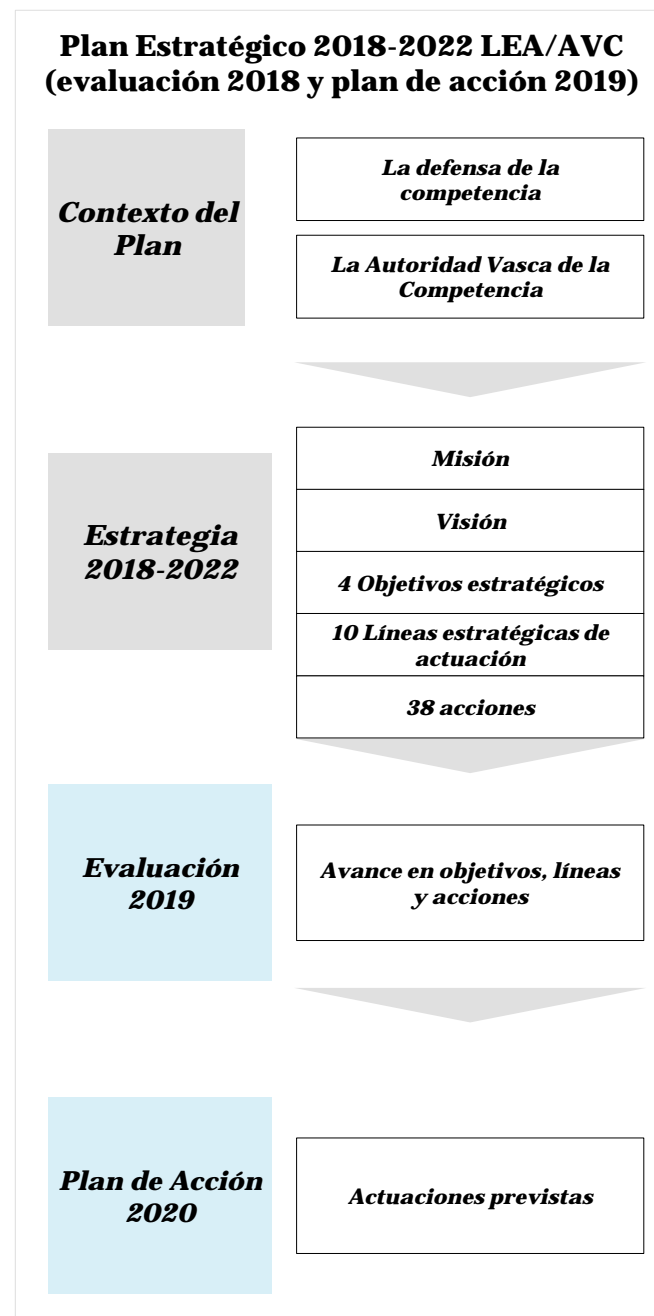 Plan Estratégico 2018-2022 LEA/AVC
(evaluación 2018 y plan de acción 2019)
Contexto del
Plan
La defensa de la
competencia
La Autoridad Vasca de la
Competencia
Estrategia
2018-2022
Misión
Visión
4 Objetivos estratégicos
10 Líneas estratégicas de
actuación
38 acciones
Evaluación
2019
Avance en objetivos, líneas
y acciones
Plan de Acción
2020
Actuaciones previstas